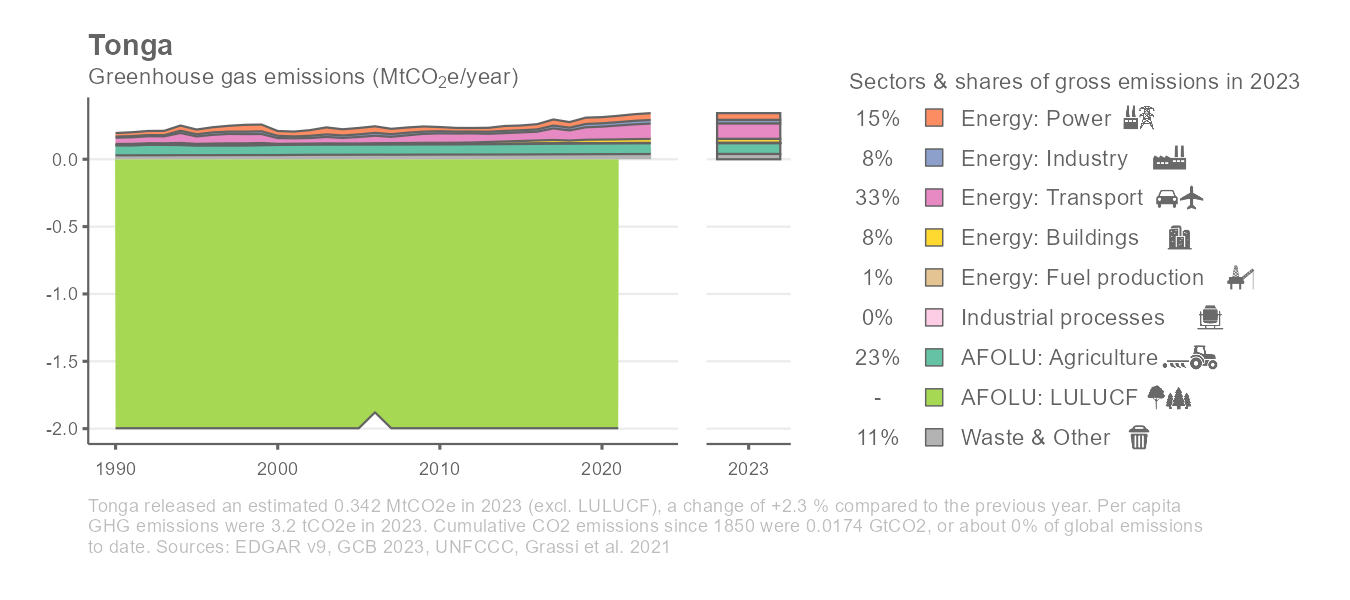 Tonga
Greenhouse gas emissions (MtCO₂e/year)
Sectors & shares of gross emissions in 2023
0.0
-0.5
-1.0
-1.5
-2.0
1990
2000
2010
2020
2023
15% Energy: Power
8% Energy: Industry
33% Energy: Transport
8% Energy: Buildings
1% Energy: Fuel production
0% Industrial processes
23% AFOLU: Agriculture
- AFOLU: LULUCF
11% Waste & Other
Tonga released an estimated 0.342 MtCO2e in 2023 (excl. LULUCF), a change of +2.3 % compared to the previous year. Per capita
GHG emissions were 3.2 tCO2e in 2023. Cumulative CO2 emissions since 1850 were 0.0174 GtCO2, or about 0% of global emissions
to date. Sources: EDGAR v9, GCB 2023, UNFCCC, Grassi et al. 2021